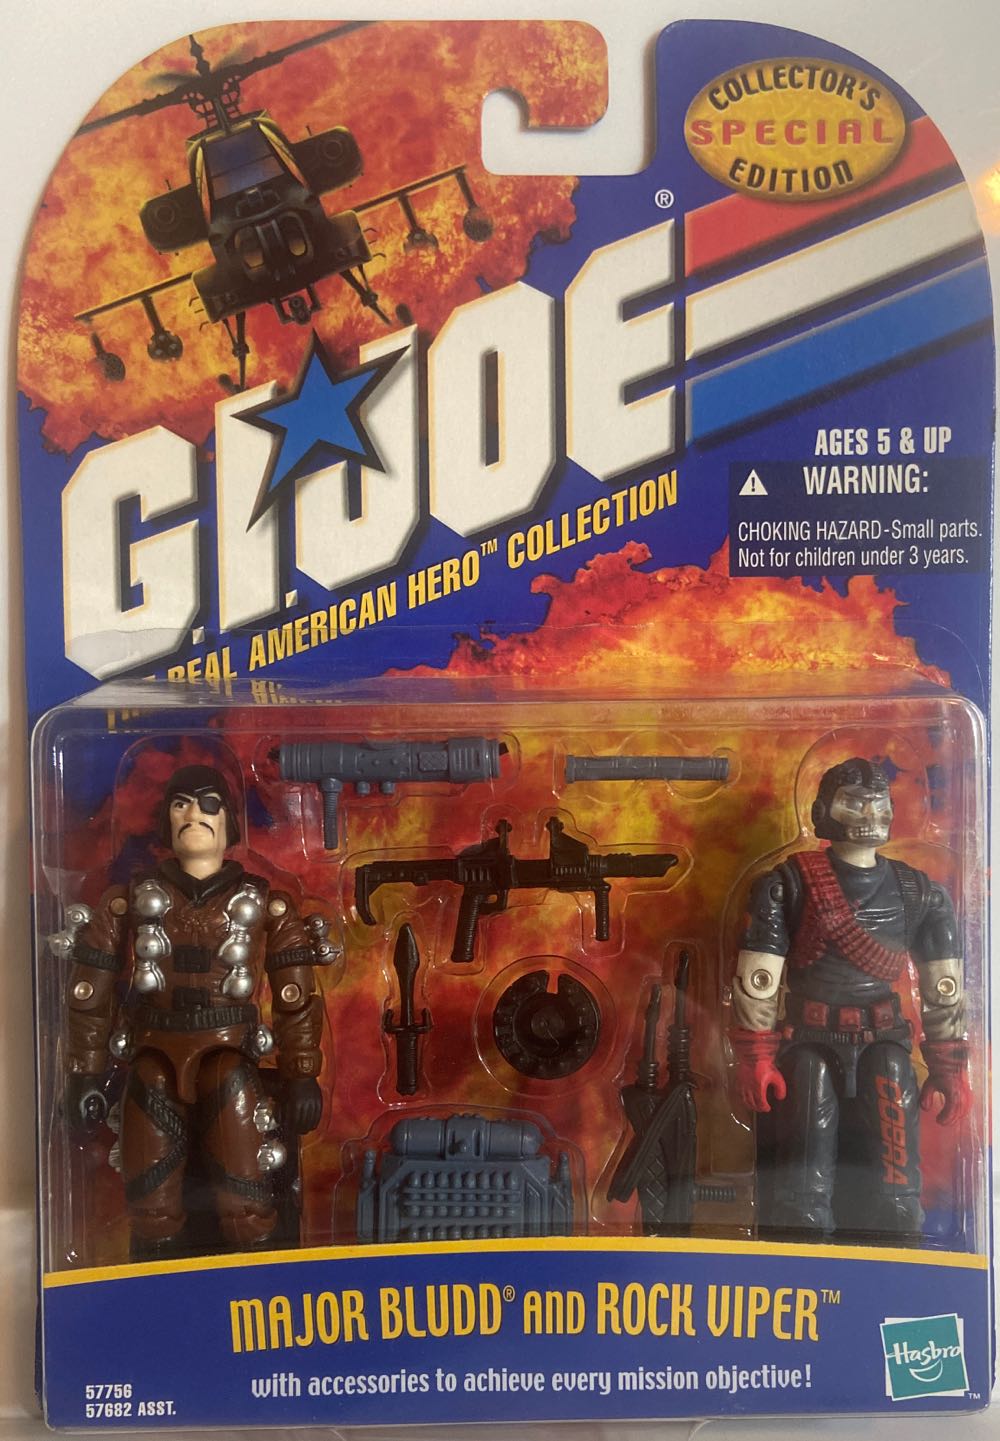 COLLECTOR'S
SPECIAL
EDITION
®
G.I. JOE
THE REAL AMERICAN HERO™ COLLECTION
AGES 5 & UP
WARNING:
CHOKING HAZARD-Small parts.
Not for children under 3 years.
COBRA
MAJOR BLUDD® AND ROCK VIPER™
with accessories to achieve every mission objective!
57756
57682 ASST.
Hasbro
™